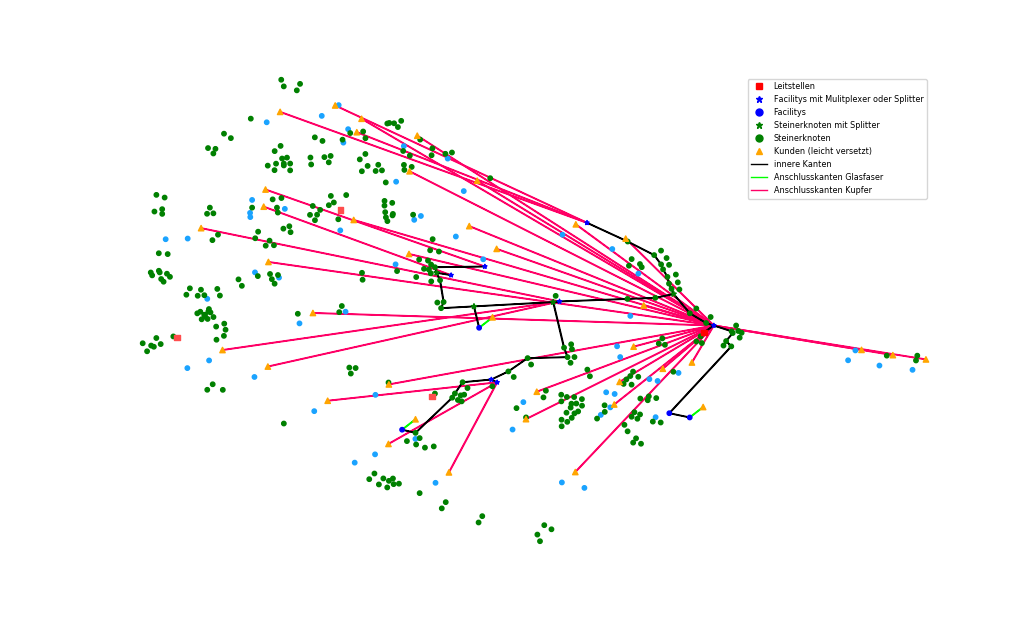 Leitstellen
Facilitys mit Mulitplexer oder Splitter
Facilitys
Steinerknoten mit Splitter
Steinerknoten
Kunden (leicht versetzt)
innere Kanten
Anschlusskanten Glasfaser
Anschlusskanten Kupfer